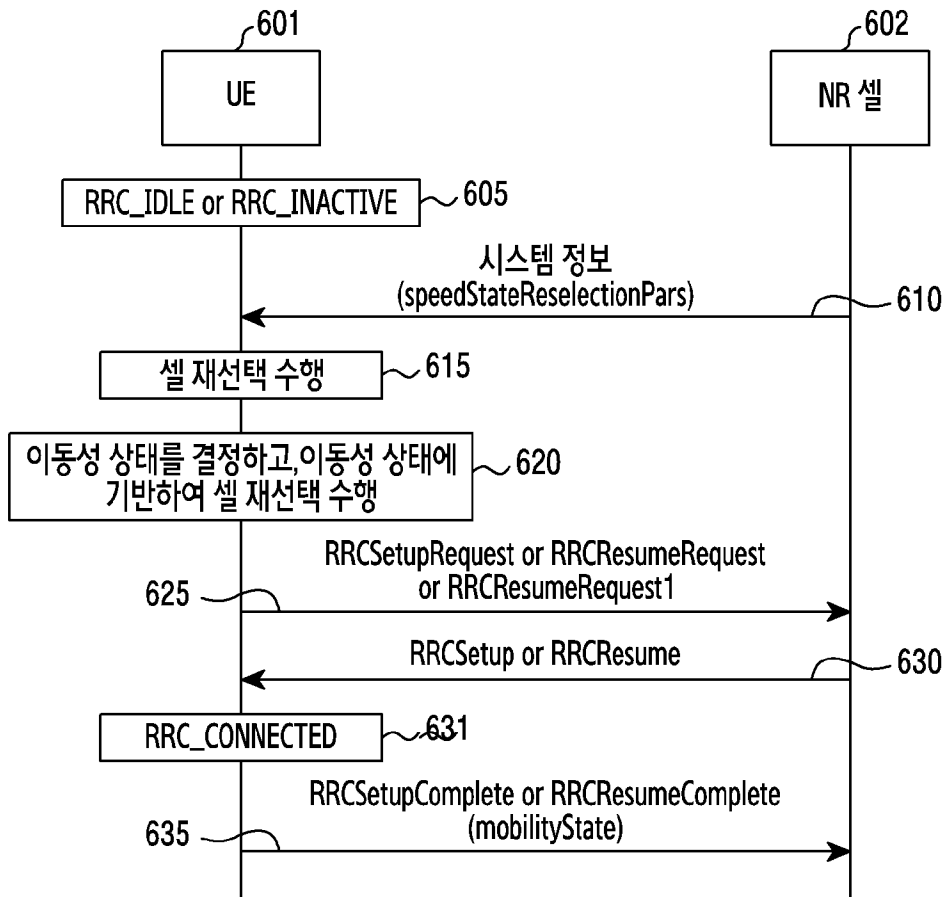 601
602
UE
NR 셀
RRC_IDLE or RRC_INACTIVE
605
시스템 정보
(speedStateReselectionPars)
610
셀 재선택 수행
615
이동성 상태를 결정하고,이동성 상태에
기반하여 셀 재선택 수행
620
RRCSetupRequest or RRCResumeRequest
or RRCResumeRequest1
625
RRCSetup or RRCResume
630
RRC_CONNECTED
631
RRCSetupComplete or RRCResumeComplete
(mobilityState)
635